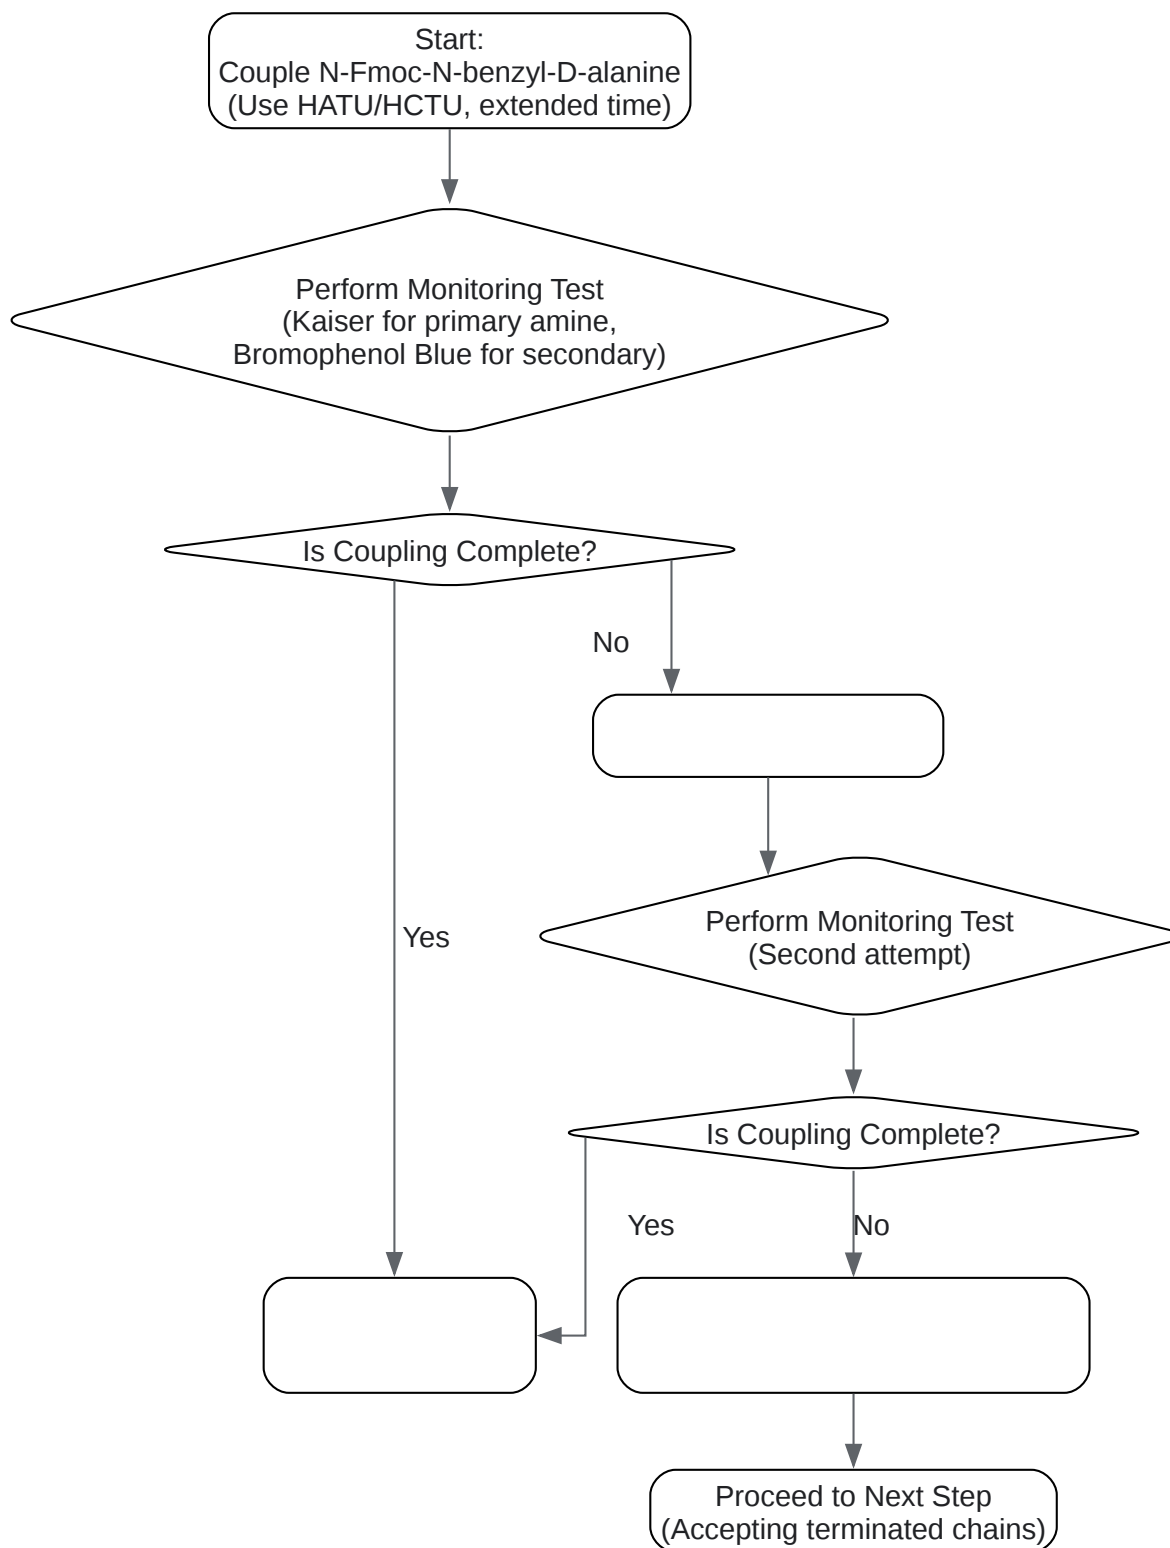 Start:
Couple N-Fmoc-N-benzyl-D-alanine
(Use HATU/HCTU, extended time)
Perform Monitoring Test
(Kaiser for primary amine,
Bromophenol Blue for secondary)
Is Coupling Complete?
No
Yes
Perform Monitoring Test
(Second attempt)
Is Coupling Complete?
Yes
No
Proceed to Next Step
(Accepting terminated chains)